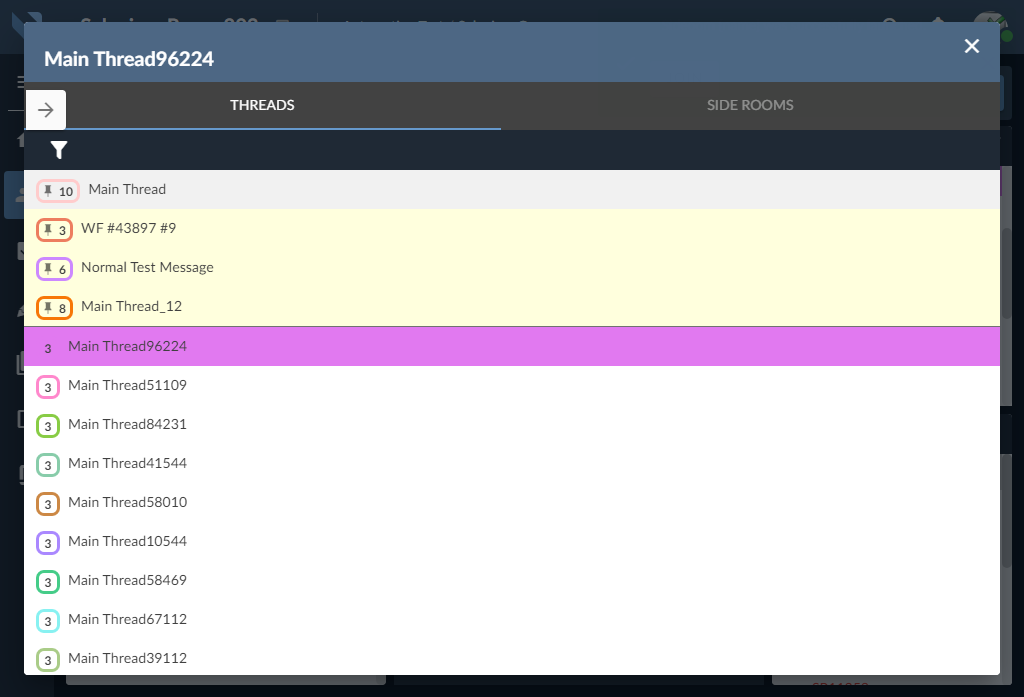 Main Thread96224
THREADS
SIDE ROOMS
10 Main Thread
3 WF #43897 #9
6 Normal Test Message
8 Main Thread_12
3 Main Thread96224
3 Main Thread51109
3 Main Thread84231
3 Main Thread41544
3 Main Thread58010
3 Main Thread10544
3 Main Thread58469
3 Main Thread67112
3 Main Thread39112